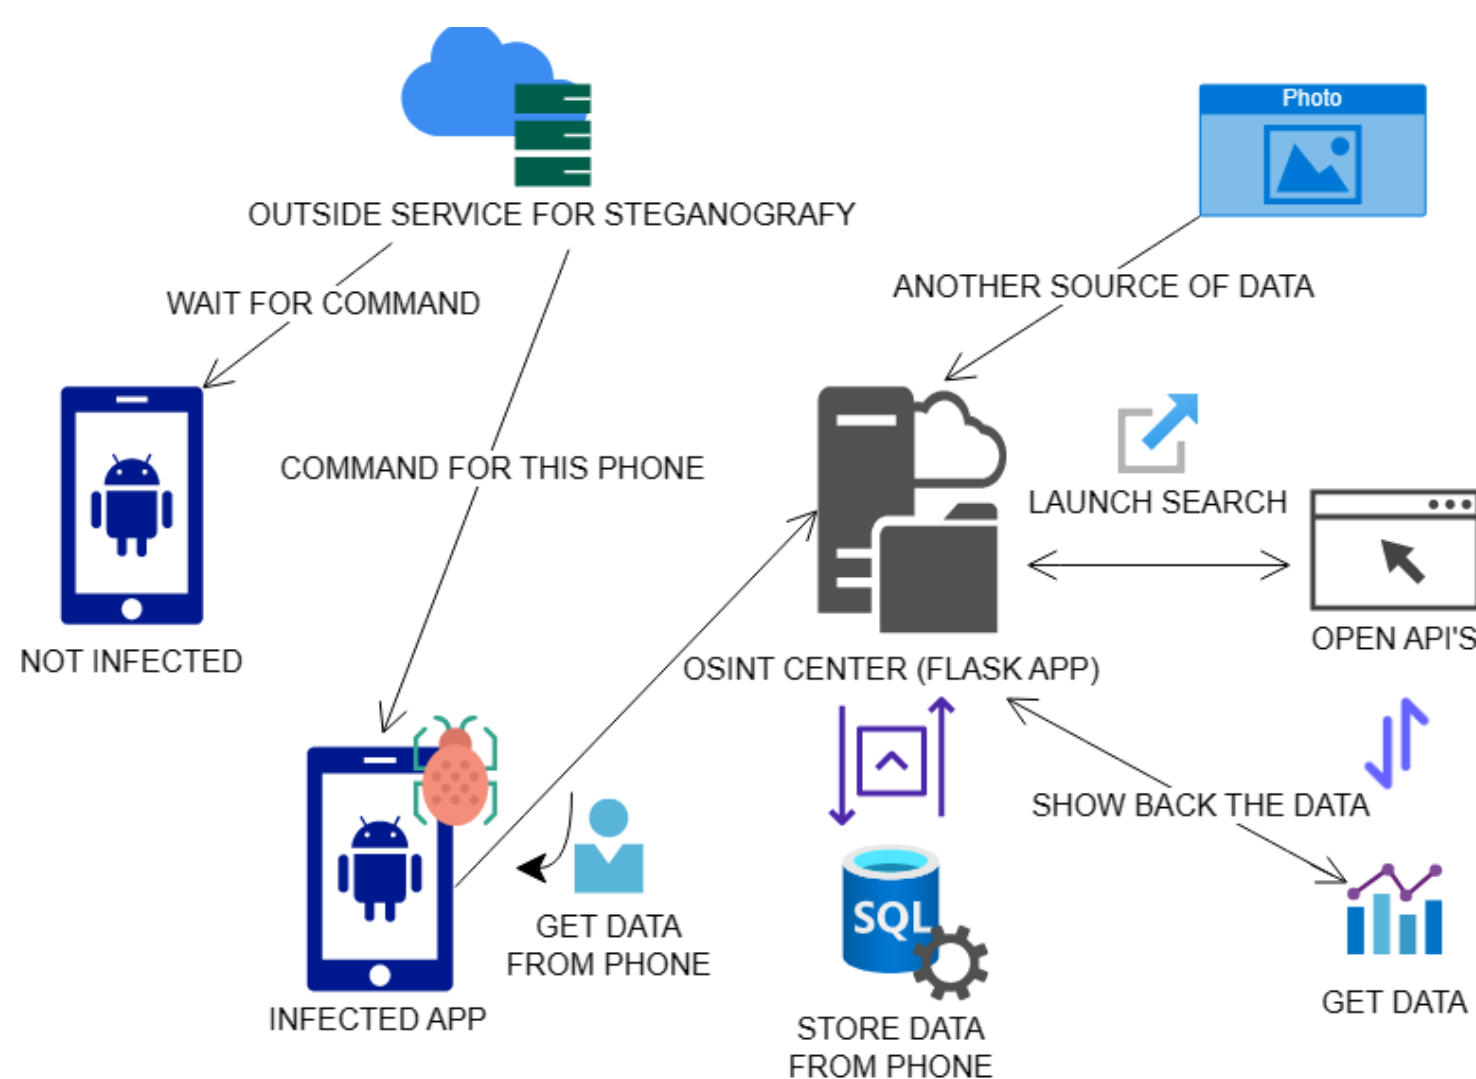 Photo
OUTSIDE SERVICE FOR STEGANOGRAFY
ANOTHER SOURCE OF DATA
WAIT FOR COMMAND
COMMAND FOR THIS PHONE
LAUNCH SEARCH
OPEN API'S
NOT INFECTED
OSINT CENTER (FLASK APP)
SHOW BACK THE DATA
SQL
GET DATA
FROM PHONE
GET DATA
INFECTED APP
STORE DATA
FROM PHONE